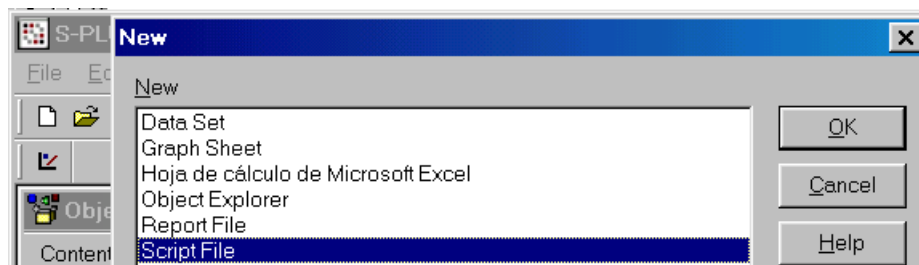 S-PLU
New
File Ed
New
Data Set
Graph Sheet
Hoja de cálculo de Microsoft Excel
Object Explorer
Report File
Script File
OK
Cancel
Help
Obje
Content